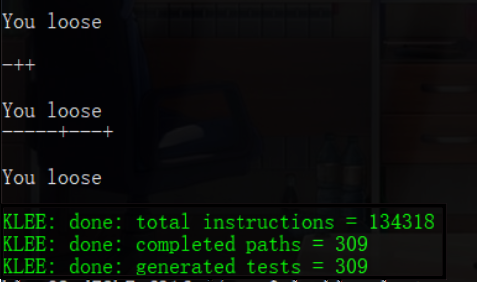 You loose
-++
You loose
-----+---+
You loose
KLEE: done: total instructions = 134318
KLEE: done: completed paths = 309
KLEE: done: generated tests = 309